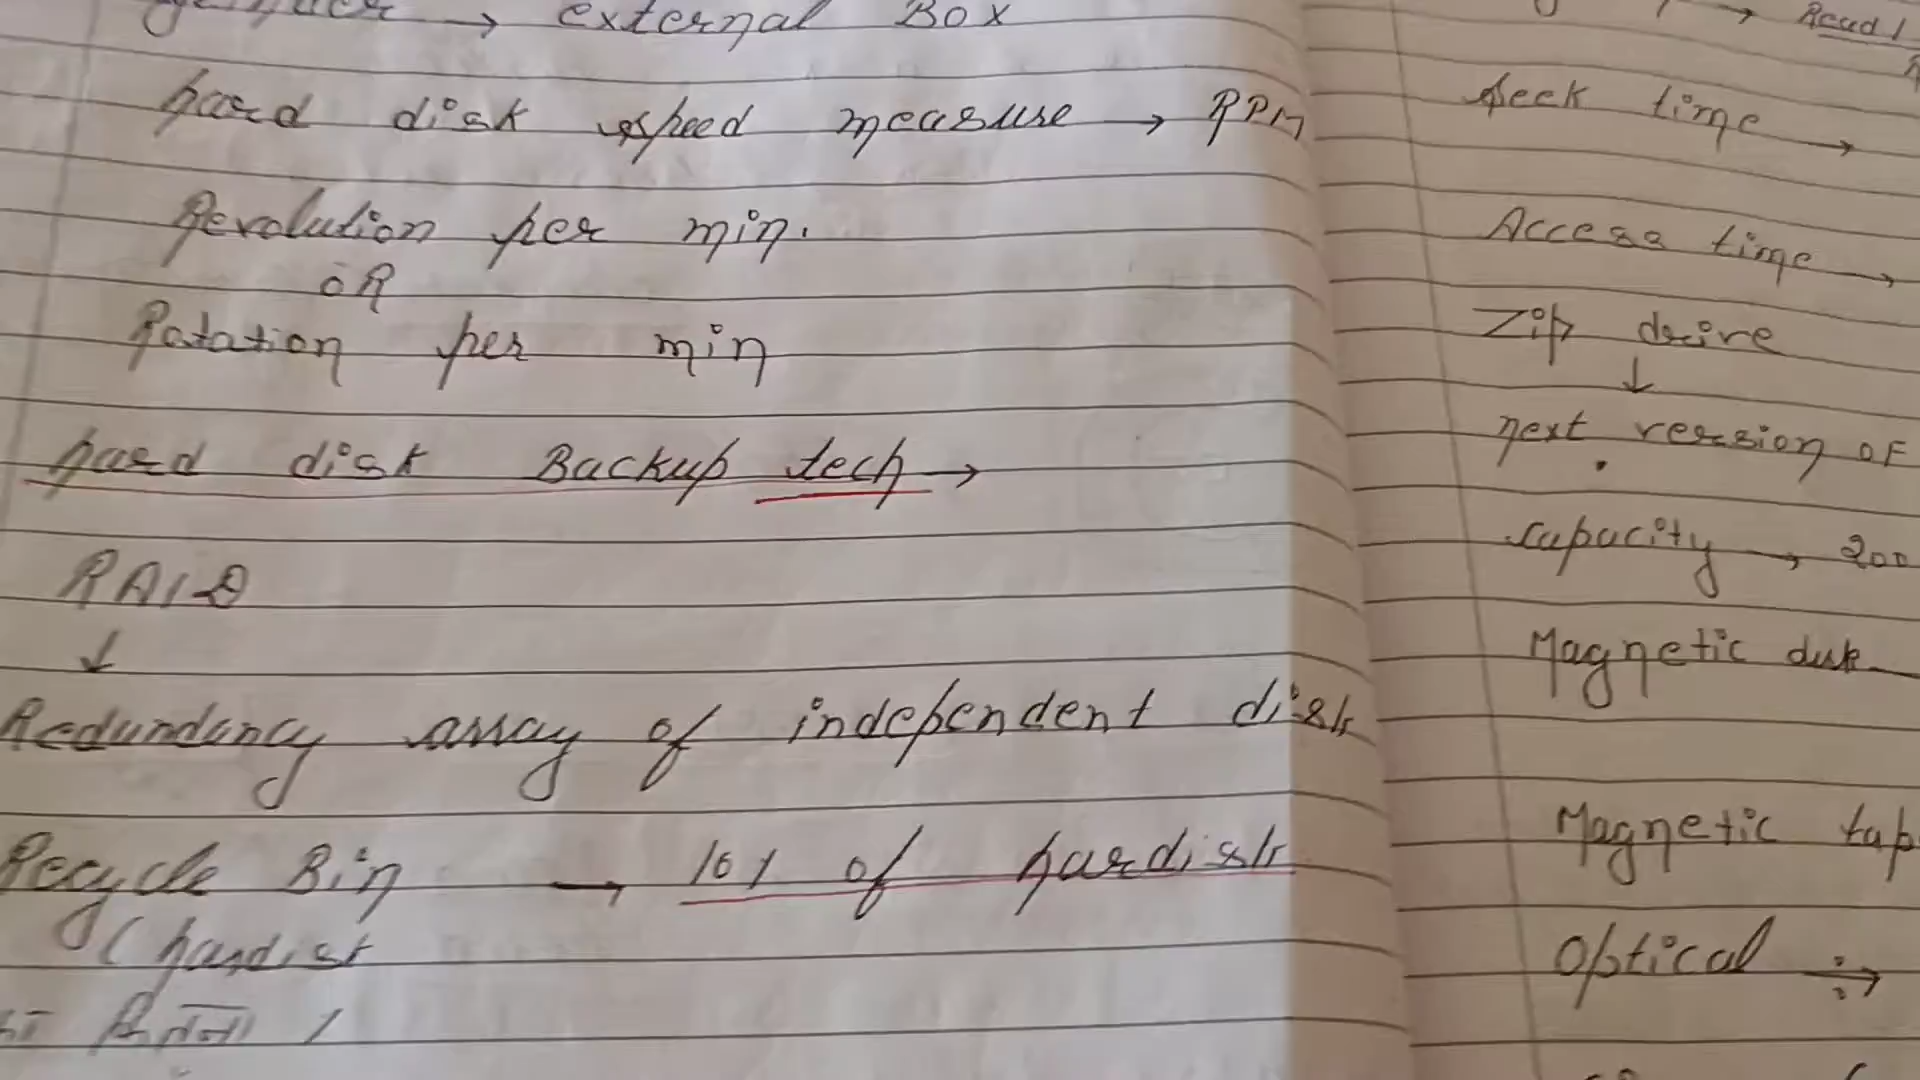 → external Box
hard disk speed measure → RPM
Revolution per min.
OR
Rotation per min
hard disk Backup tech →
RAID
↓
Redundancy array of independent disk
Recycle Bin → 10% of hardisk
(hardist
का हिस्सा)
→ Read /
seek time →
Access time →
Zip drive
↓
next version of
capacity → 200
Magnetic disk
Magnetic tap
Optical →